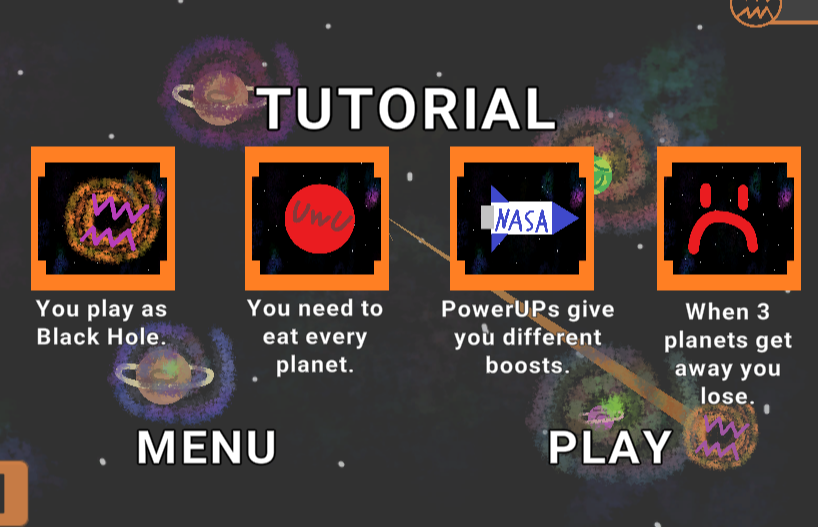 TUTORIAL
UwU
NASA
You play as
Black Hole.
You need to
eat every
planet.
PowerUPs give
you different
boosts.
When 3
planets get
away you
lose.
MENU
PLAY